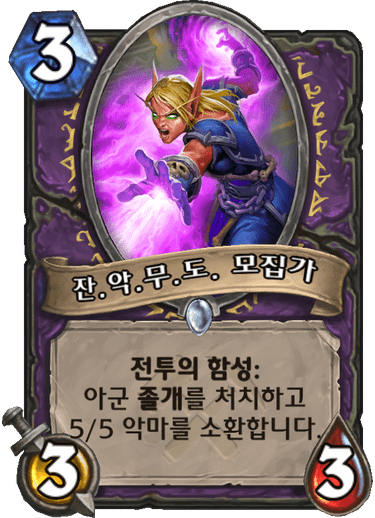 3
잔.악.무.도. 모집가
전투의 함성:
아군 졸개를 처치하고
5/5 악마를 소환합니다.
3
3